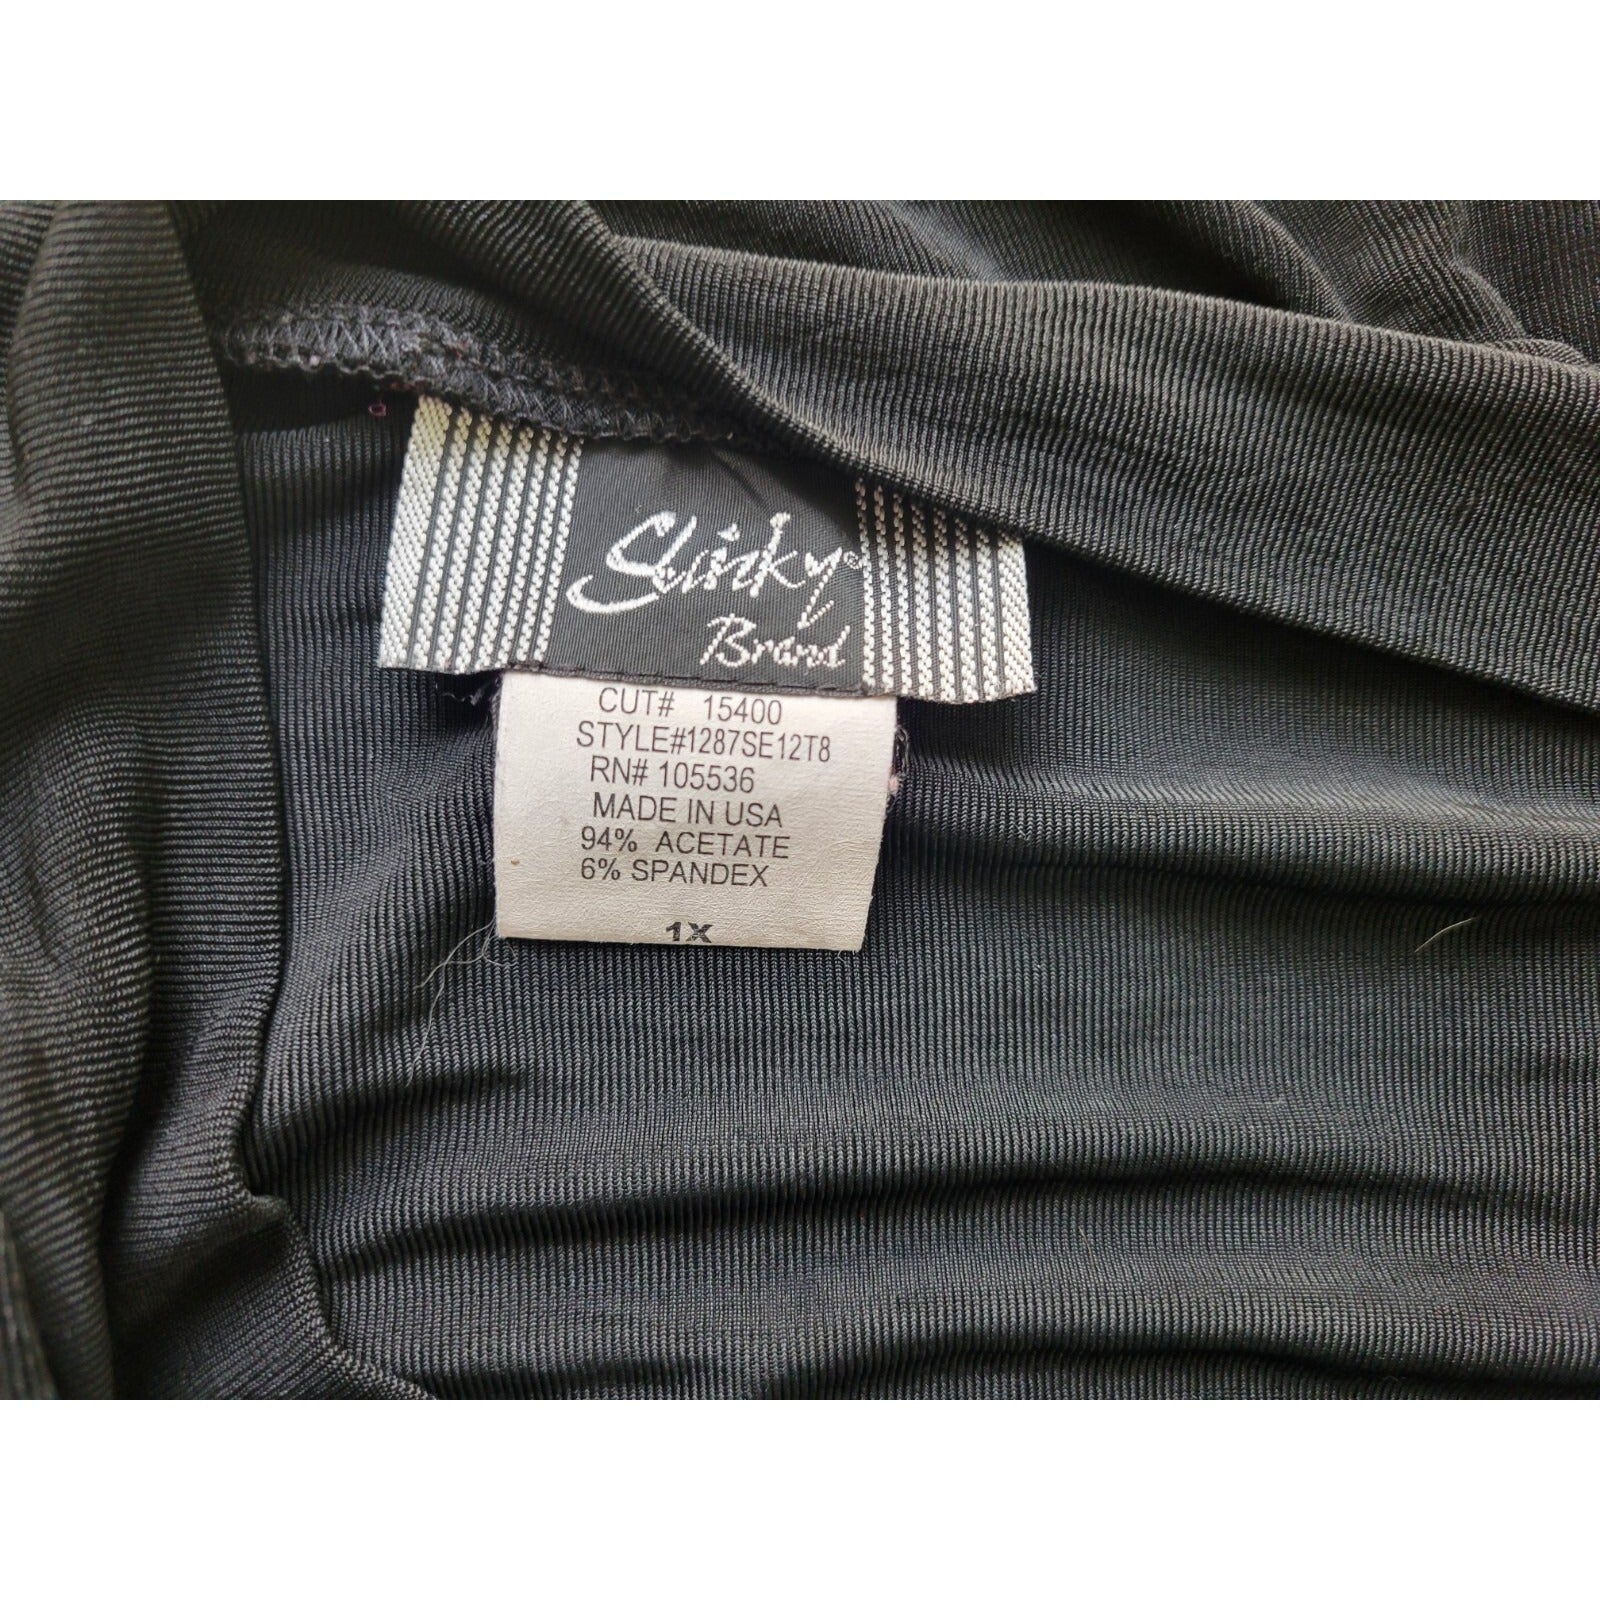 Slinky®
Brand
CUT# 15400
STYLE#1287SE12T8
RN# 105536
MADE IN USA
94% ACETATE
6% SPANDEX
1X